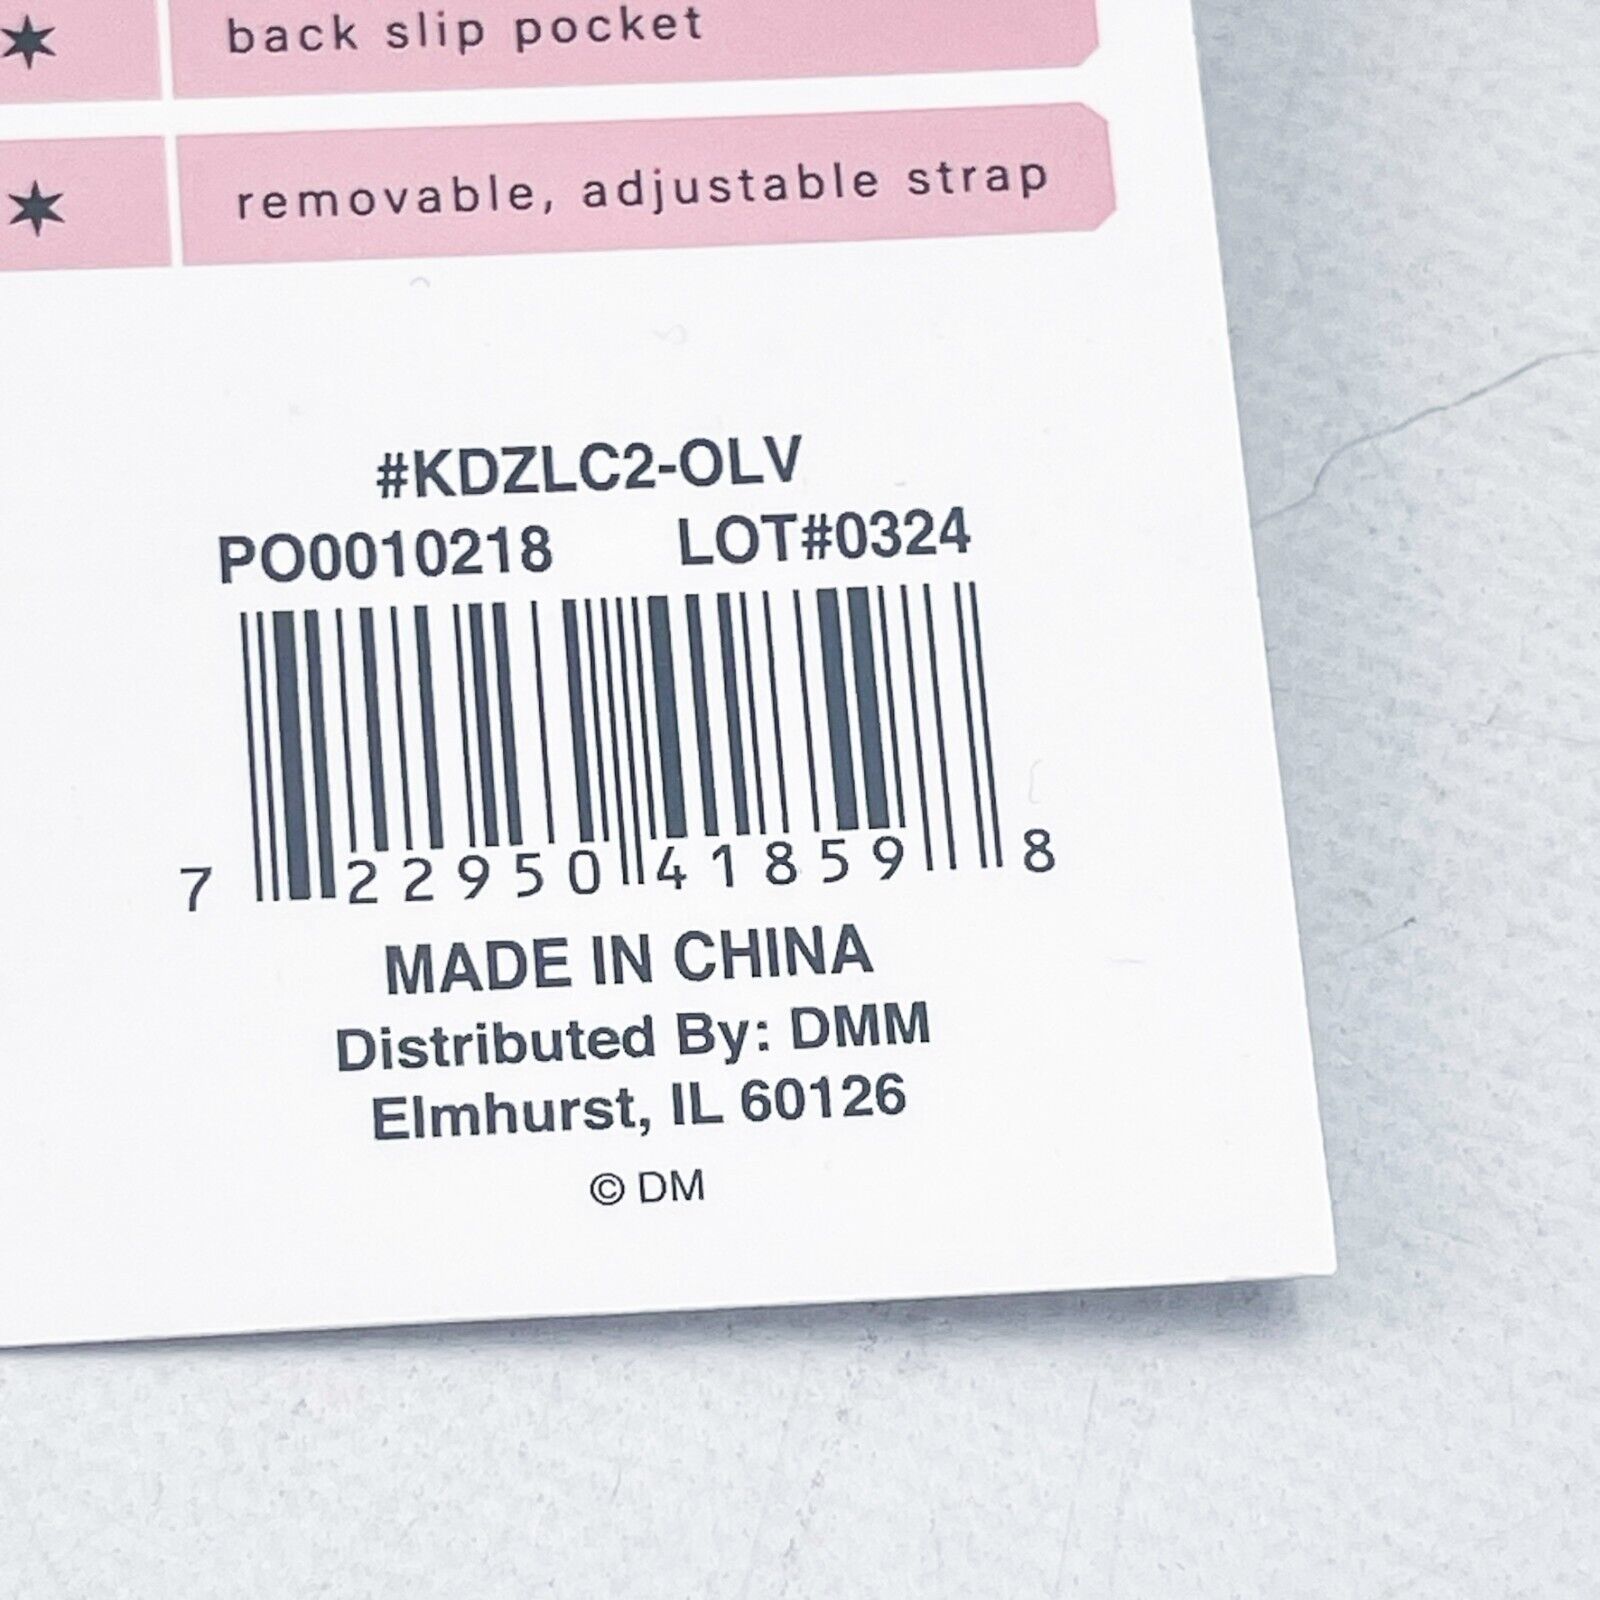 back slip pocket
removable, adjustable strap
#KDZLC2-OLV
PO0010218 LOT#0324
7 22950 41859 8
MADE IN CHINA
Distributed By: DMM
Elmhurst, IL 60126
© DM